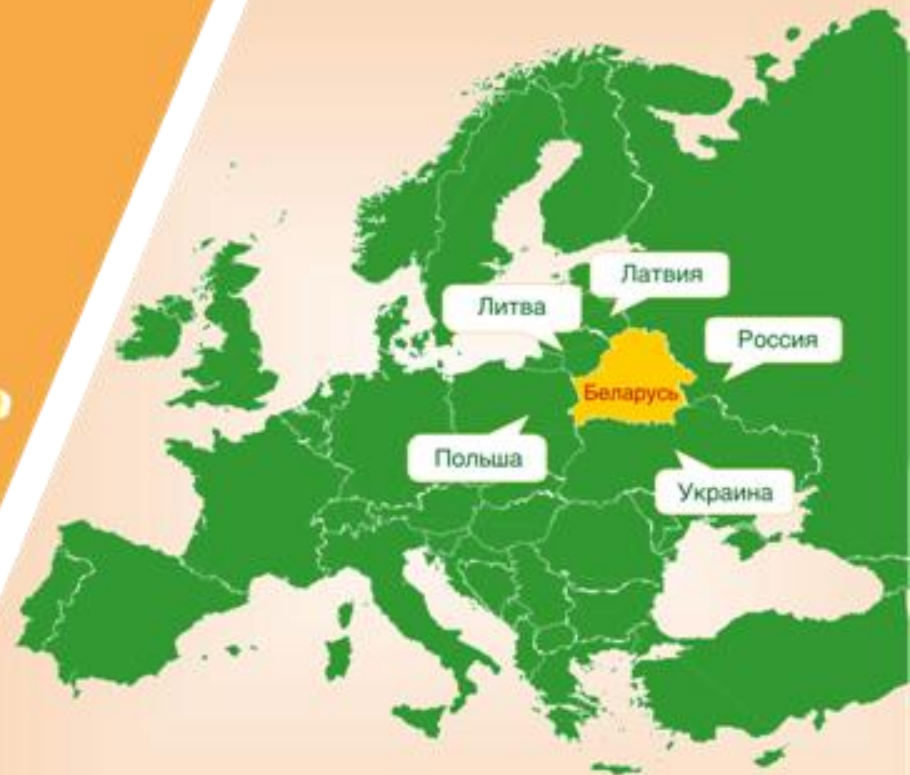 Латвия
Литва
Россия
Беларусь
Польша
Украина